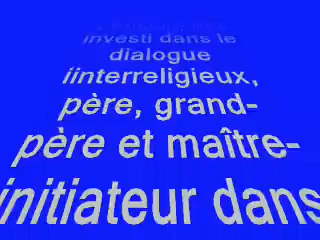 investi dans le
dialogue
iinterreligieux,
père, grand-
père et maître-
initiateur dans